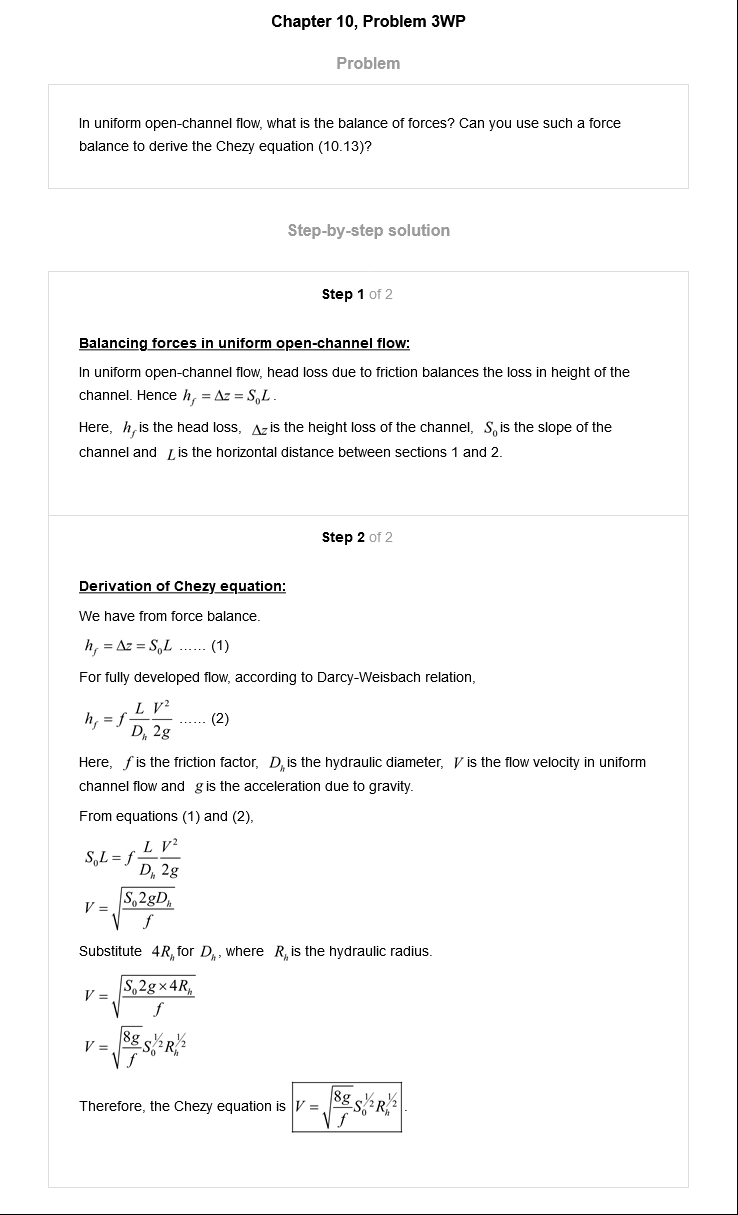 Chapter 10, Problem 3WP
Problem
In uniform open-channel flow, what is the balance of forces? Can you use such a force
balance to derive the Chezy equation (10.13)?
Step-by-step solution
Step 1 of 2
Balancing forces in uniform open-channel flow:
In uniform open-channel flow, head loss due to friction balances the loss in height of the
channel. Hence h_f = Δz = S_0L.
Here, h_f is the head loss, Δz is the height loss of the channel, S_0 is the slope of the
channel and L is the horizontal distance between sections 1 and 2.
Step 2 of 2
Derivation of Chezy equation:
We have from force balance.
h_f = Δz = S_0L ...... (1)
For fully developed flow, according to Darcy-Weisbach relation,
h_f = f \frac{L}{D_h} \frac{V^2}{2g} ...... (2)
Here, f is the friction factor, D_h is the hydraulic diameter, V is the flow velocity in uniform
channel flow and g is the acceleration due to gravity.
From equations (1) and (2),
S_0L = f \frac{L}{D_h} \frac{V^2}{2g}
V = \sqrt{\frac{S_0 2gD_h}{f}}
Substitute 4R_h for D_h, where R_h is the hydraulic radius.
V = \sqrt{\frac{S_0 2g × 4R_h}{f}}
V = \sqrt{\frac{8g}{f}} S_0^{1/2} R_h^{1/2}
Therefore, the Chezy equation is V = \sqrt{\frac{8g}{f}} S_0^{1/2} R_h^{1/2}.